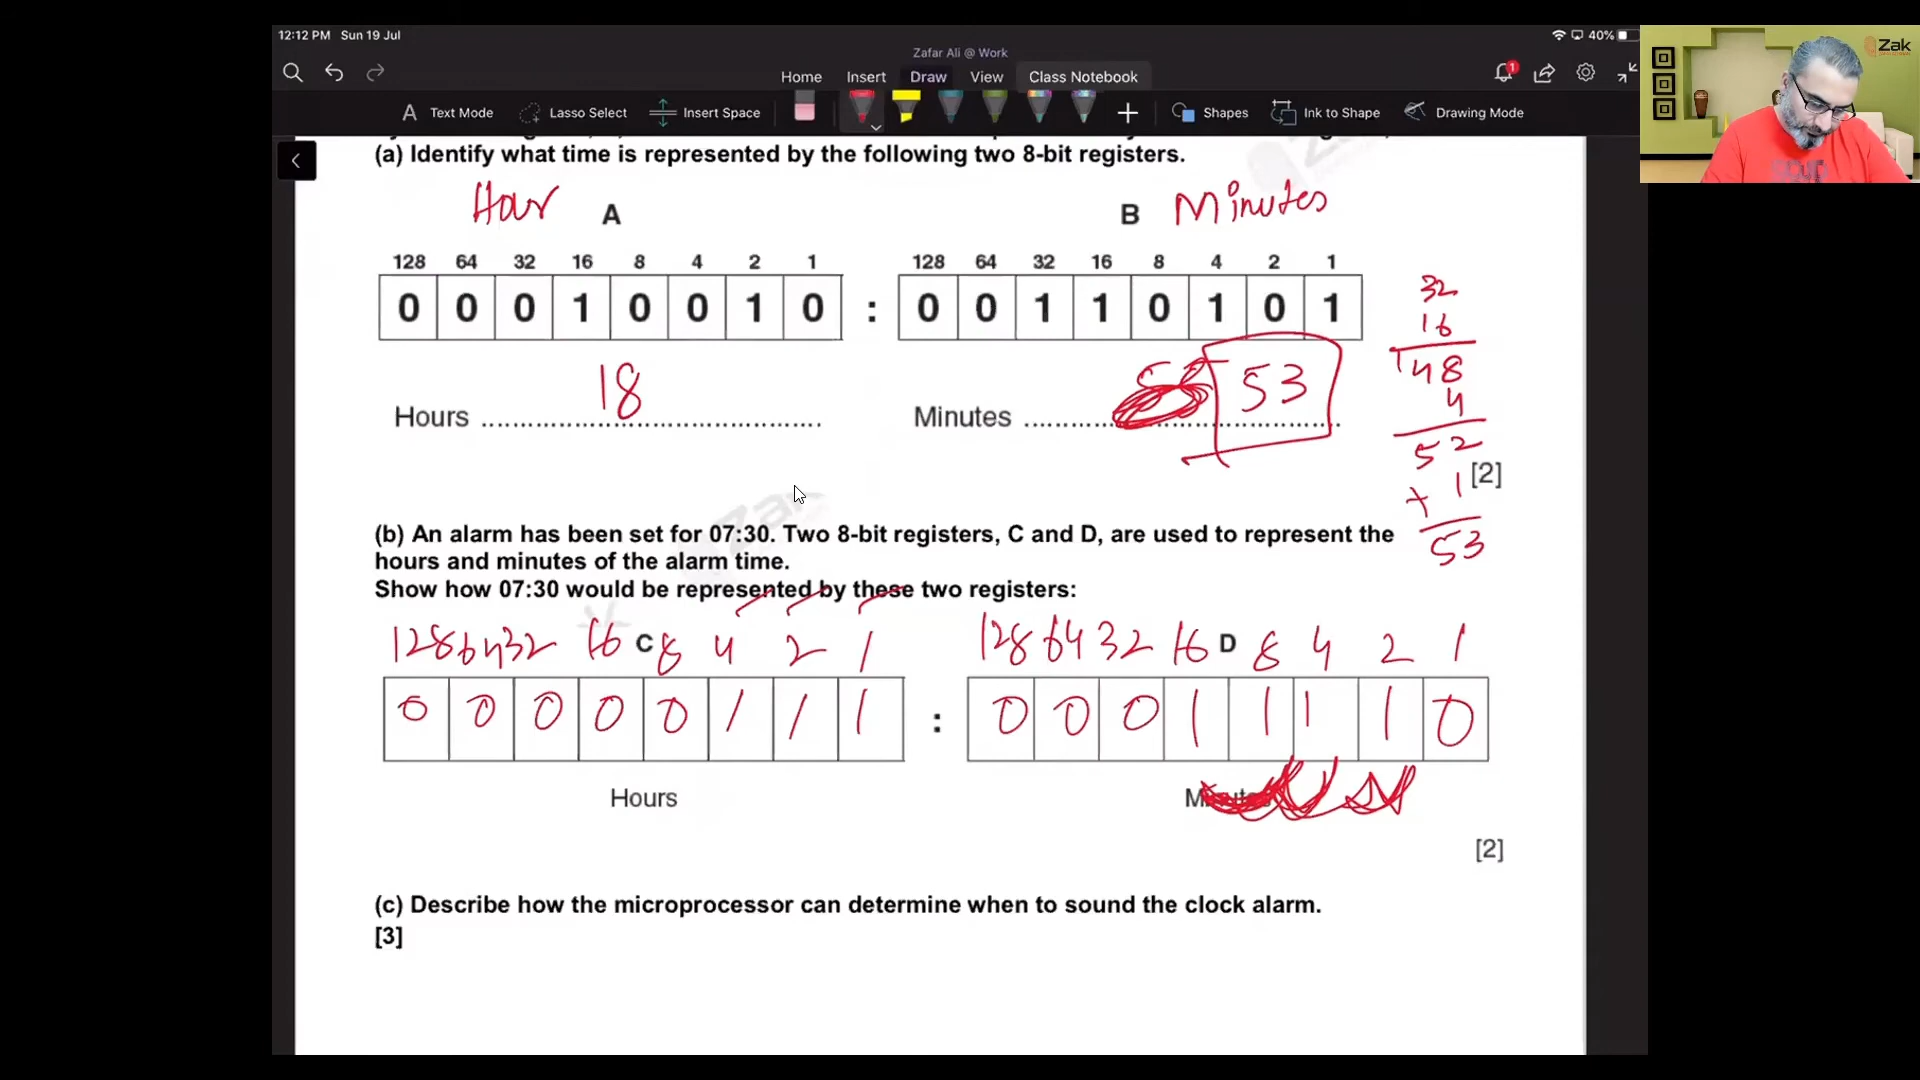 12:12 PM Sun 19 Jul
40%
Zafar Ali @ Work
Home Insert Draw View Class Notebook
1
Text Mode Lasso Select Insert Space Shapes Ink to Shape Drawing Mode
Zak
(a) Identify what time is represented by the following two 8-bit registers.
Hour A B Minutes
128 64 32 16 8 4 2 1 128 64 32 16 8 4 2 1
0 0 0 1 0 0 1 0 : 0 0 1 1 0 1 0 1
32
16
48
4
52
+ 1
53
18 53
Hours ........................................ Minutes ........................................
[2]
(b) An alarm has been set for 07:30. Two 8-bit registers, C and D, are used to represent the
hours and minutes of the alarm time.
Show how 07:30 would be represented by these two registers:
128 64 32 16 C 8 4 2 1 128 64 32 16 D 8 4 2 1
0 0 0 0 0 1 1 1 : 0 0 0 1 1 1 1 0
Hours Minutes
[2]
(c) Describe how the microprocessor can determine when to sound the clock alarm.
[3]